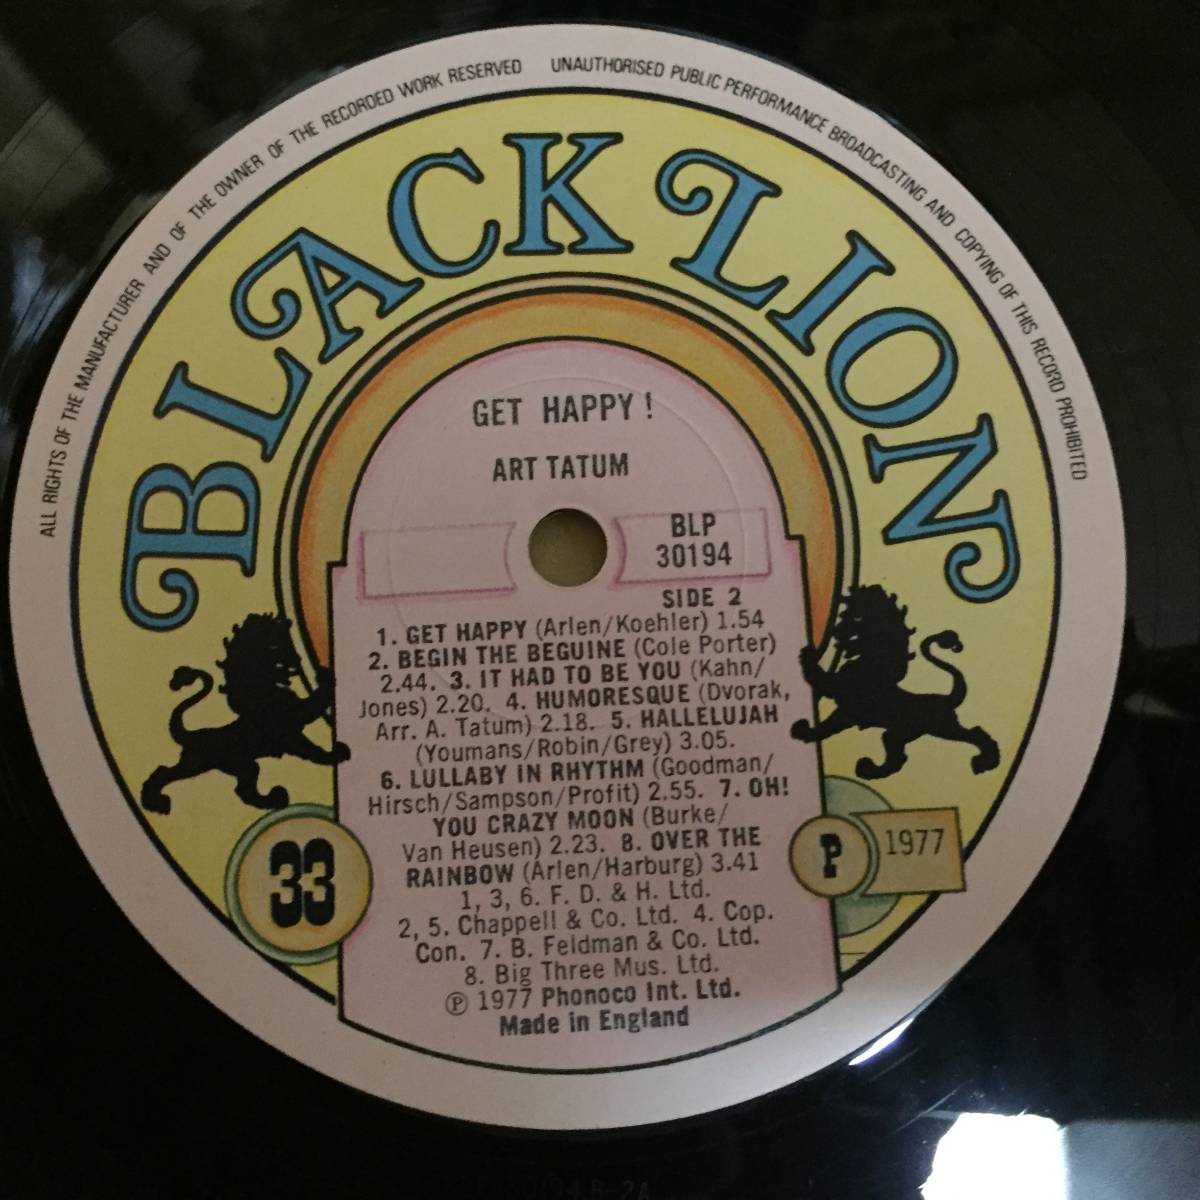 ALL RIGHTS OF THE MANUFACTURER AND OF THE OWNER OF THE RECORDED WORK RESERVED UNAUTHORISED PUBLIC PERFORMANCE BROADCASTING AND COPYING OF THIS RECORD PROHIBITED
BLACK LION
GET HAPPY!
ART TATUM
BLP
30194
SIDE 2
1. GET HAPPY (Arlen/Koehler) 1.54
2. BEGIN THE BEGUINE (Cole Porter)
2.44. 3. IT HAD TO BE YOU (Kahn/
Jones) 2.20. 4. HUMORESQUE (Dvorak,
Arr. A. Tatum) 2.18. 5. HALLELUJAH
(Youmans/Robin/Grey) 3.05.
6. LULLABY IN RHYTHM (Goodman/
Hirsch/Sampson/Profit) 2.55. 7. OH!
YOU CRAZY MOON (Burke/
Van Heusen) 2.23. 8. OVER THE
RAINBOW (Arlen/Harburg) 3.41
1, 3, 6. F. D. & H. Ltd.
2, 5. Chappell & Co. Ltd. 4. Cop.
Con. 7. B. Feldman & Co. Ltd.
8. Big Three Mus. Ltd.
℗ 1977 Phonoco Int. Ltd.
Made in England
33
P 1977